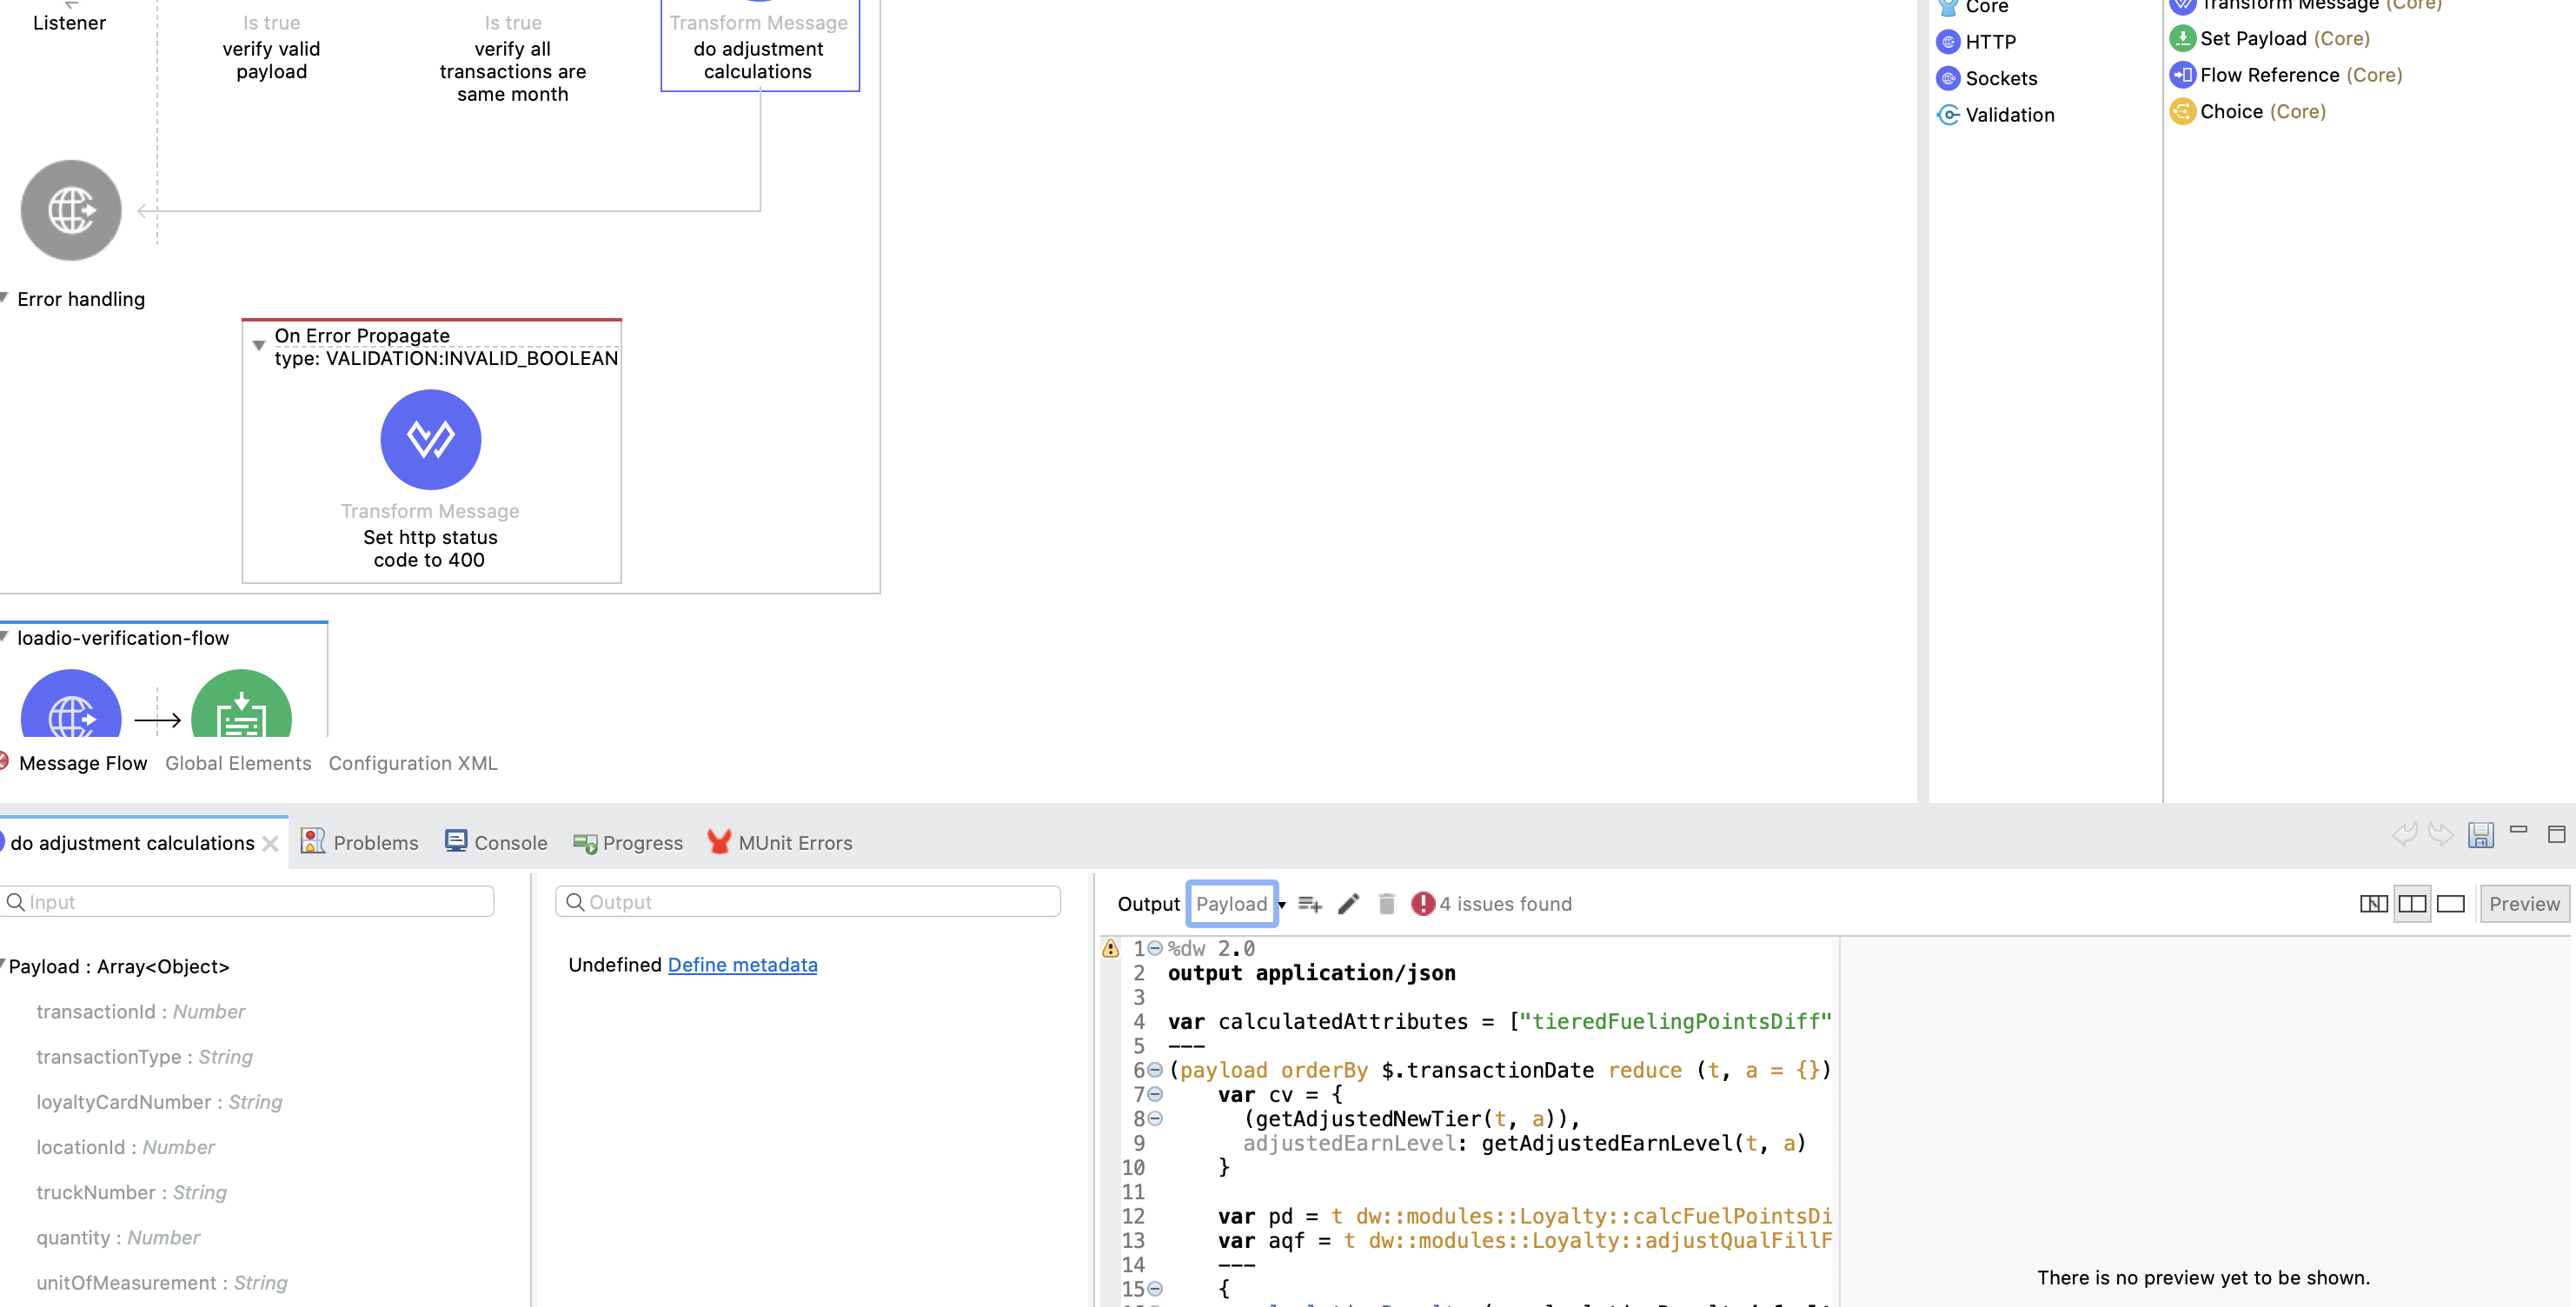 Listener
Is true
verify valid
payload
Is true
verify all
transactions are
same month
Transform Message
do adjustment
calculations
Error handling
On Error Propagate
type: VALIDATION:INVALID_BOOLEAN
Transform Message
Set http status
code to 400
loadio-verification-flow
Message Flow Global Elements Configuration XML
Core
HTTP
Sockets
Validation
Transform Message (Core)
Set Payload (Core)
Flow Reference (Core)
Choice (Core)
do adjustment calculations Problems Console Progress MUnit Errors
Input
Payload : Array<Object>
transactionId : Number
transactionType : String
loyaltyCardNumber : String
locationId : Number
truckNumber : String
quantity : Number
unitOfMeasurement : String
Output
Undefined Define metadata
Output Payload 4 issues found Preview
1 %dw 2.0
2 output application/json
3
4 var calculatedAttributes = ["tieredFuelingPointsDiff"
5 ---
6 (payload orderBy $.transactionDate reduce (t, a = {})
7 var cv = {
8 (getAdjustedNewTier(t, a)),
9 adjustedEarnLevel: getAdjustedEarnLevel(t, a)
10 }
11
12 var pd = t dw::modules::Loyalty::calcFuelPointsDi
13 var aqf = t dw::modules::Loyalty::adjustQualFillF
14 ---
15 {
There is no preview yet to be shown.